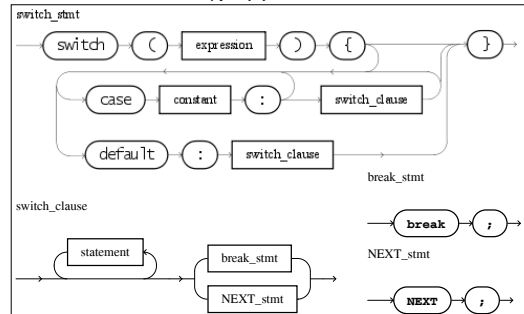 switch_stmt
switch ( expression ) { }
case constant : switch_clause
default : switch_clause
break_stmt
switch_clause
break ;
statement break_stmt NEXT_stmt
NEXT_stmt NEXT ;